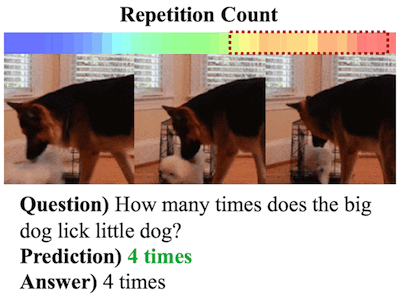 Repetition Count
Question) How many times does the big
dog lick little dog?
Prediction) 4 times
Answer) 4 times